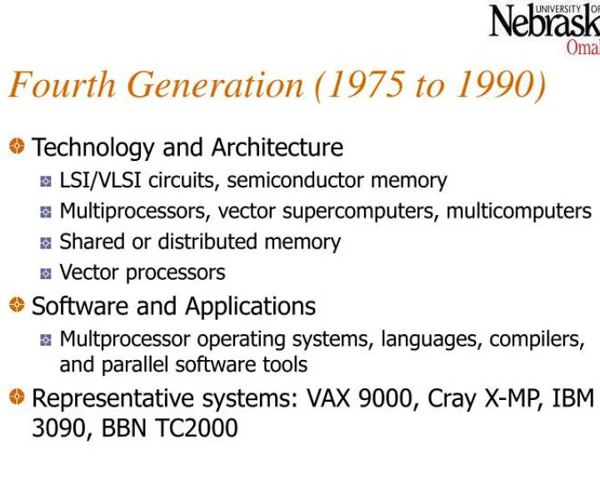 UNIVERSITY OF
Nebrask
Omal
Fourth Generation (1975 to 1990)
Technology and Architecture
LSI/VLSI circuits, semiconductor memory
Multiprocessors, vector supercomputers, multicomputers
Shared or distributed memory
Vector processors
Software and Applications
Multprocessor operating systems, languages, compilers,
and parallel software tools
Representative systems: VAX 9000, Cray X-MP, IBM
3090, BBN TC2000